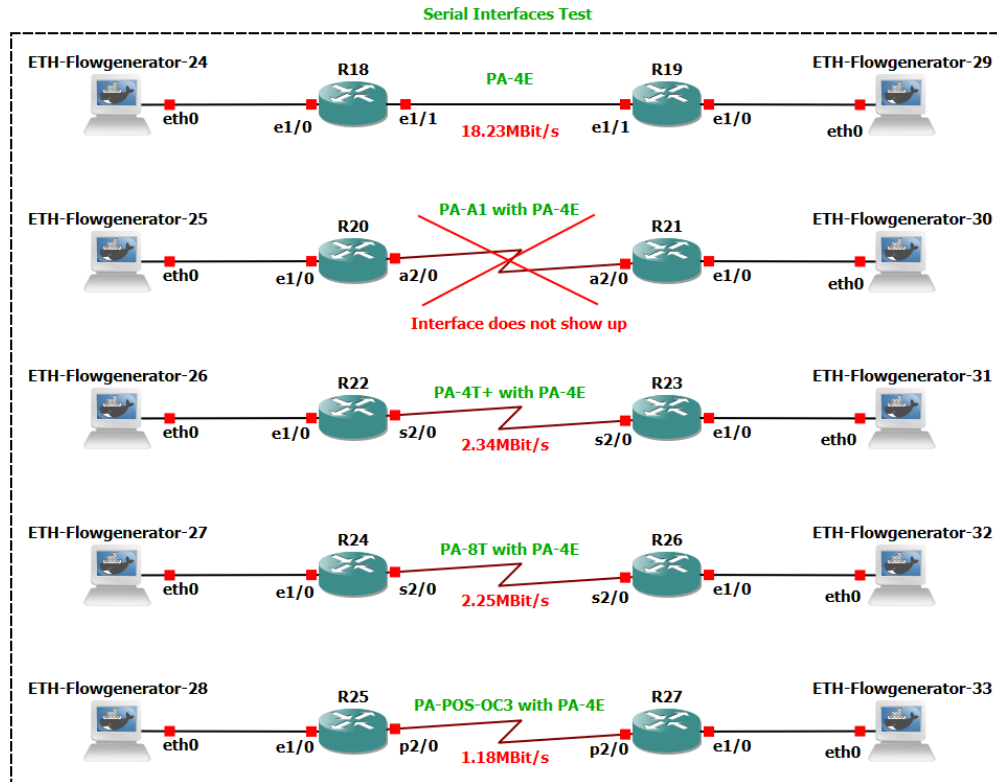 Serial Interfaces Test
ETH-Flowgenerator-24
R18
PA-4E
R19
ETH-Flowgenerator-29
eth0
e1/0
e1/1
18.23MBit/s
e1/1
e1/0
eth0
ETH-Flowgenerator-25
R20
PA-A1 with PA-4E
R21
ETH-Flowgenerator-30
eth0
e1/0
a2/0
a2/0
e1/0
eth0
Interface does not show up
ETH-Flowgenerator-26
R22
PA-4T+ with PA-4E
R23
ETH-Flowgenerator-31
eth0
e1/0
s2/0
2.34MBit/s
s2/0
e1/0
eth0
ETH-Flowgenerator-27
R24
PA-8T with PA-4E
R26
ETH-Flowgenerator-32
eth0
e1/0
s2/0
2.25MBit/s
s2/0
e1/0
eth0
ETH-Flowgenerator-28
R25
PA-POS-OC3 with PA-4E
R27
ETH-Flowgenerator-33
eth0
e1/0
p2/0
1.18MBit/s
p2/0
e1/0
eth0